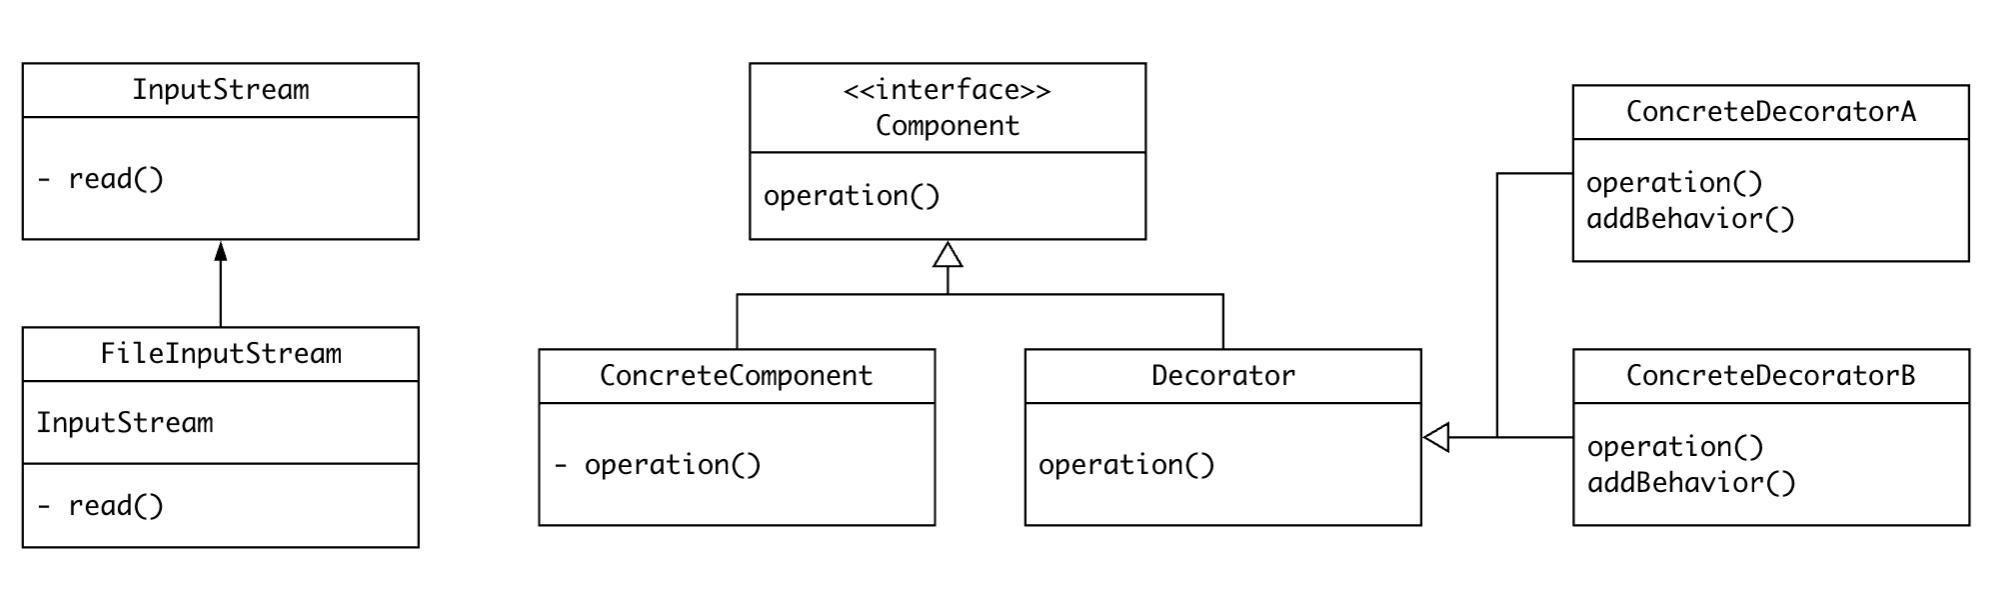 InputStream
- read()
FileInputStream
InputStream
- read()
<<interface>>
Component
operation()
ConcreteComponent
- operation()
Decorator
operation()
ConcreteDecoratorA
operation()
addBehavior()
ConcreteDecoratorB
operation()
addBehavior()